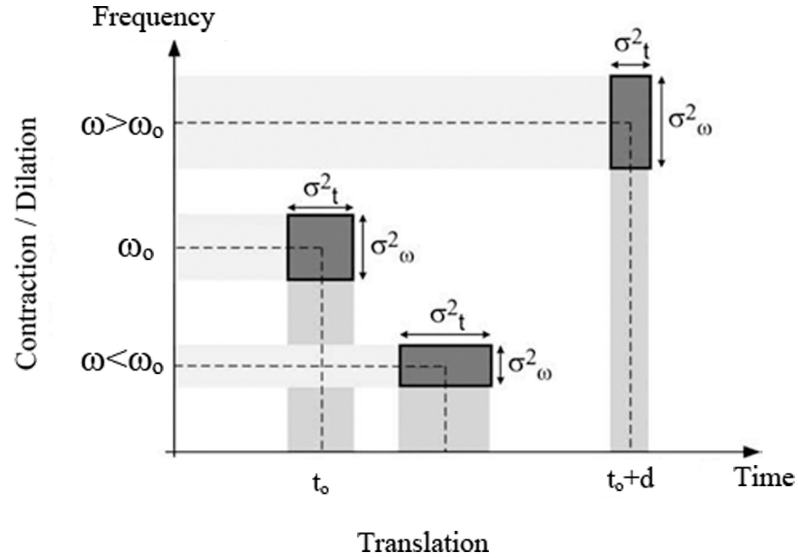 Frequency
σ²t
ω>ωₒ
σ²ω
σ²t
ωₒ
σ²ω
σ²t
ω<ωₒ
σ²ω
Contraction / Dilation
tₒ
tₒ+d
Time
Translation